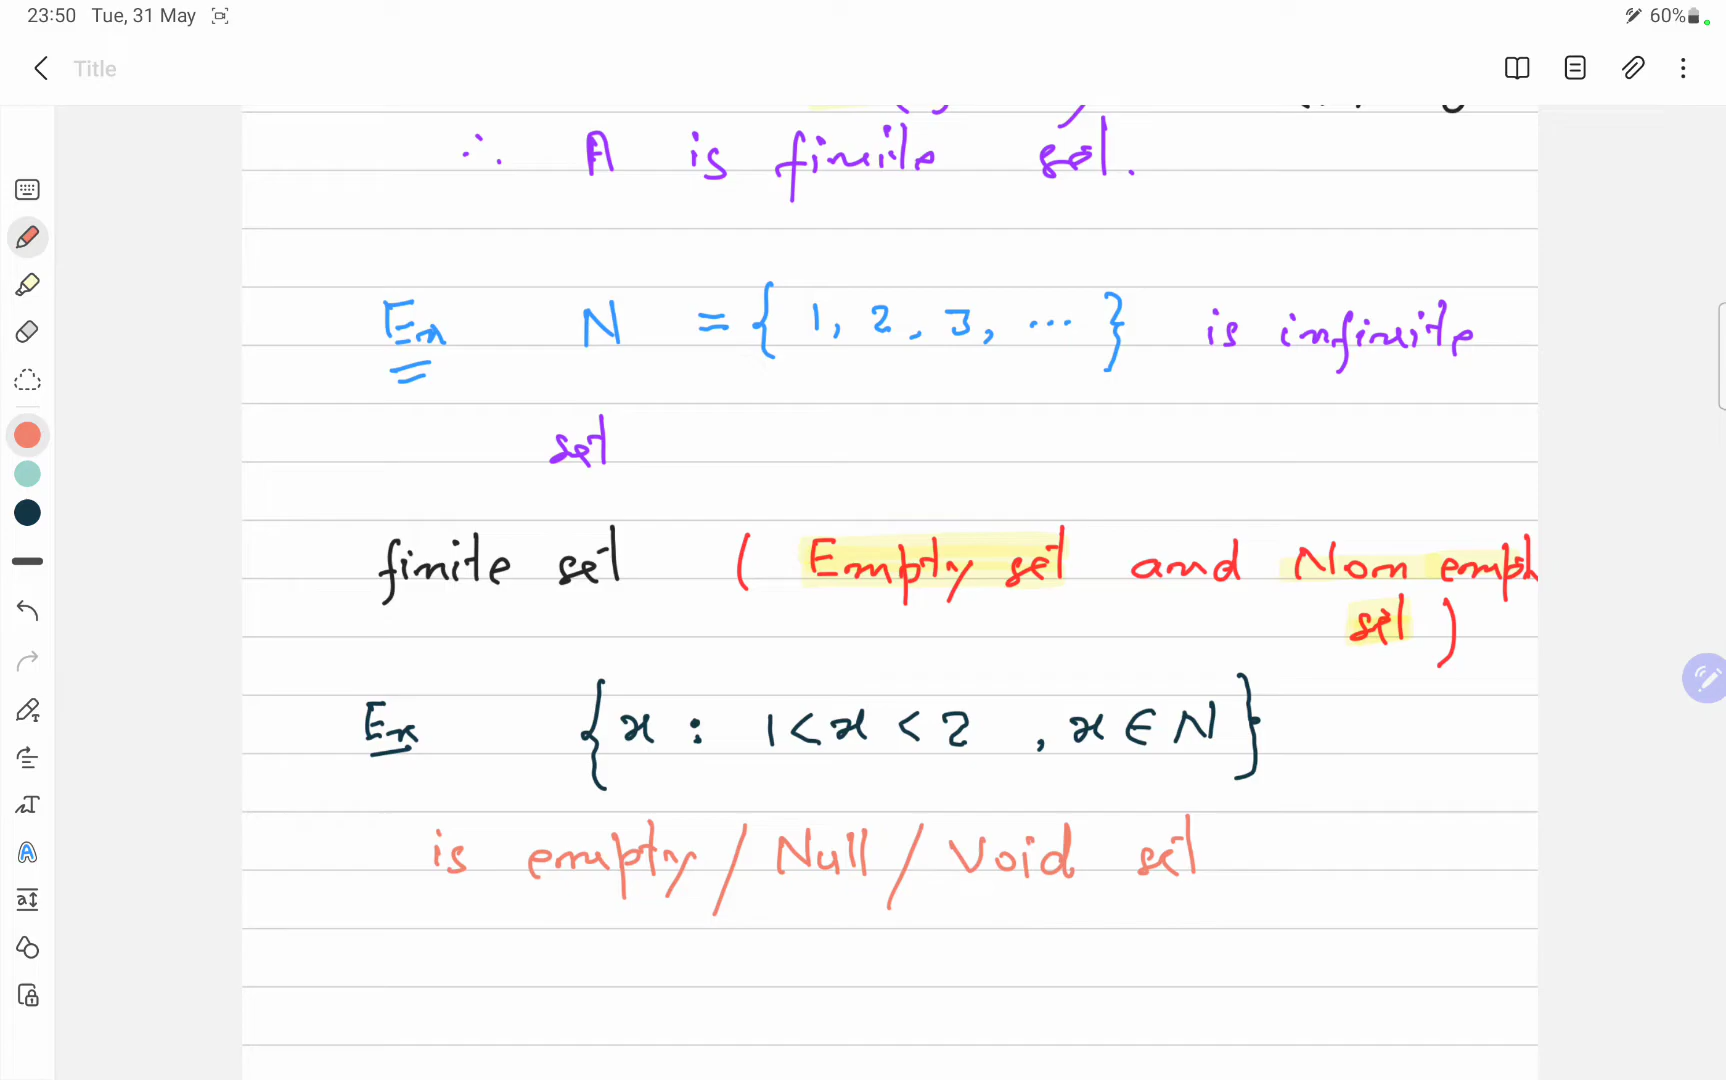 23:50 Tue, 31 May 60%
Title
∴ A is finite set.
Ex N = { 1, 2, 3, ... } is infinite
set
finite set ( Empty set and Non empt
set )
Ex { x : 1 < x < 2 , x ∈ N }
is empty / Null / Void set